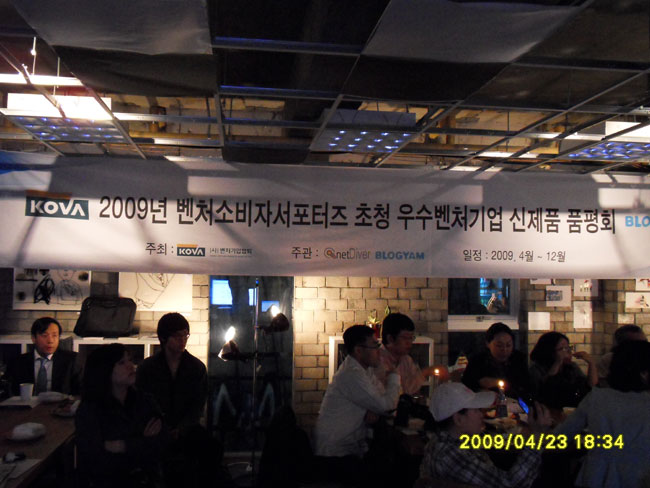 KOVA 2009년 벤처소비자서포터즈 초청 우수벤처기업 신제품 품평회 BLO
주최 : KOVA (사) 벤처기업협회 주관 : netDiver BLOGYAM 일정 : 2009. 4월 ~ 12월
2009/04/23 18:34